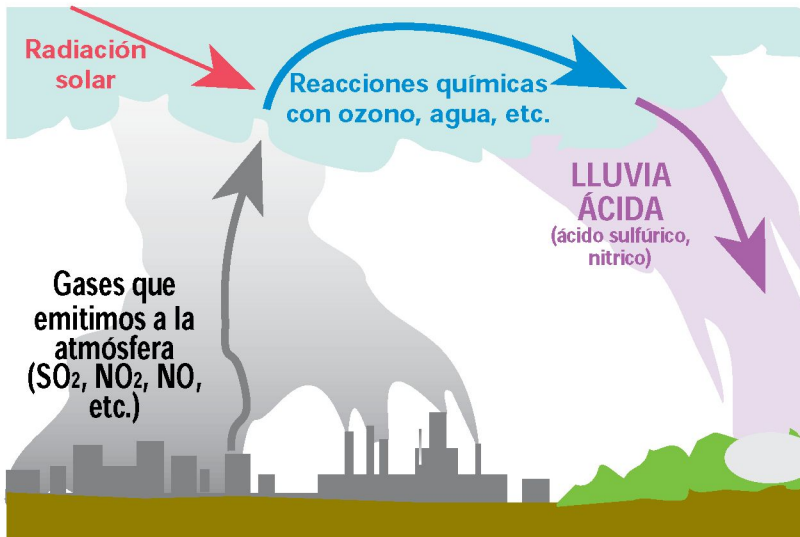 Radiación
solar
Reacciones químicas
con ozono, agua, etc.
LLUVIA
ÁCIDA
(ácido sulfúrico,
nitrico)
Gases que
emitimos a la
atmósfera
(SO₂, NO₂, NO,
etc.)